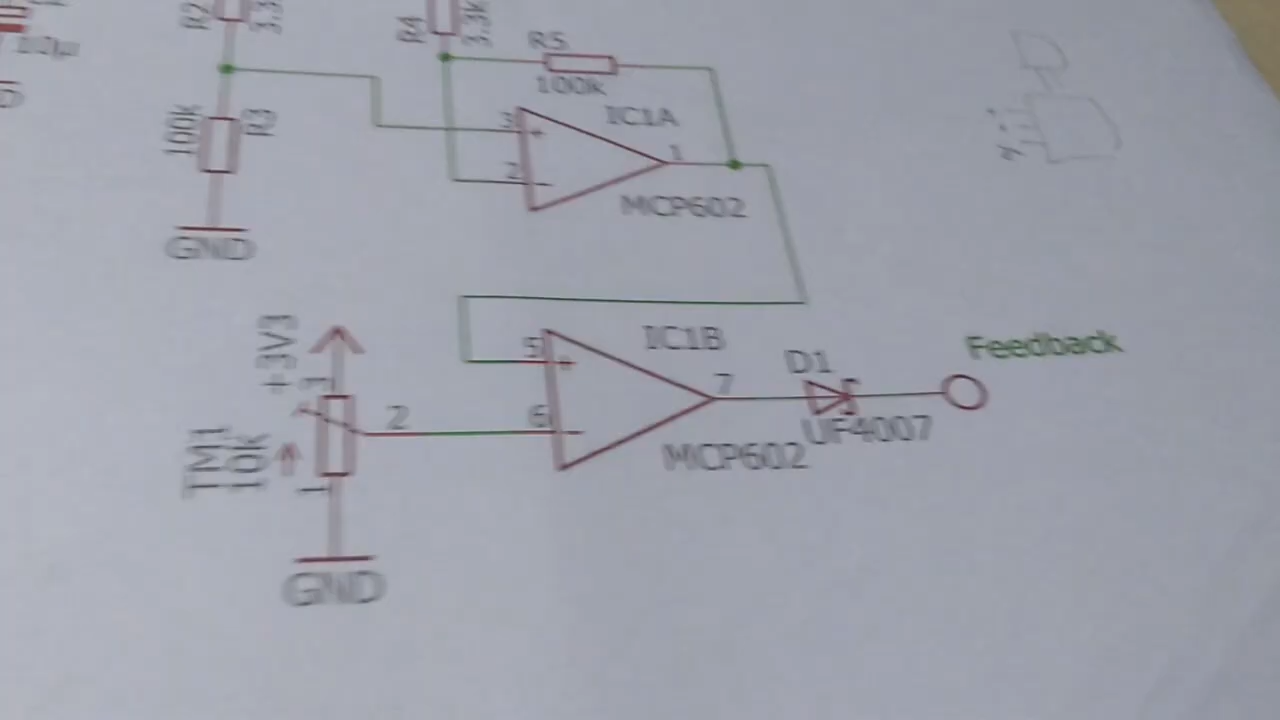 R2
3.3K
R4
3.3K
10µ
R5
100k
100k
R3
3
IC1A
1
2
MCP602
GND
+3V3
3
5
IC1B
D1
Feedback
7
2
6
UF4007
TM1
10k
MCP602
1
GND